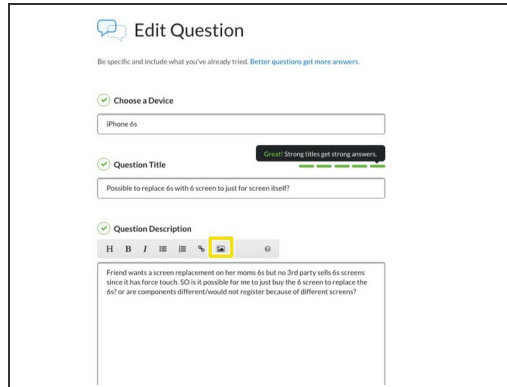 Edit Question
Be specific and include what you've already tried. Better questions get more answers.
Choose a Device
iPhone 6s
Great! Strong titles get strong answers.
Question Title
Possible to replace 6s with 6 screen to just for screen itself?
Question Description
H B I
Friend wants a screen replacement on her moms 6s but no 3rd party sells 6s screens
since it has force touch. SO is it possible for me to just buy the 6 screen to replace the
6s? or are components different/would not register because of different screens?